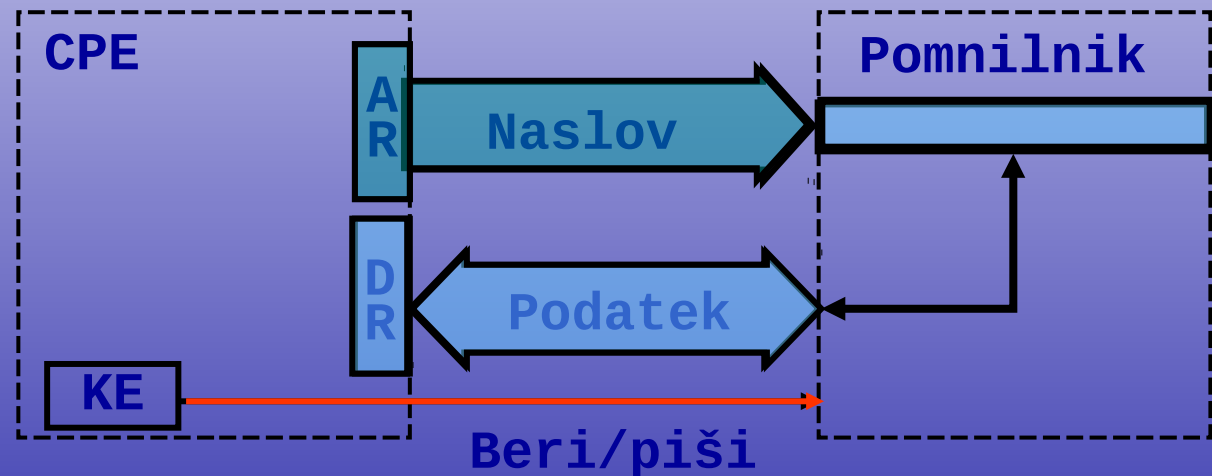 CPE
Pomnilnik
A
R
Naslov
D
R
Podatek
KE
Beri/piši